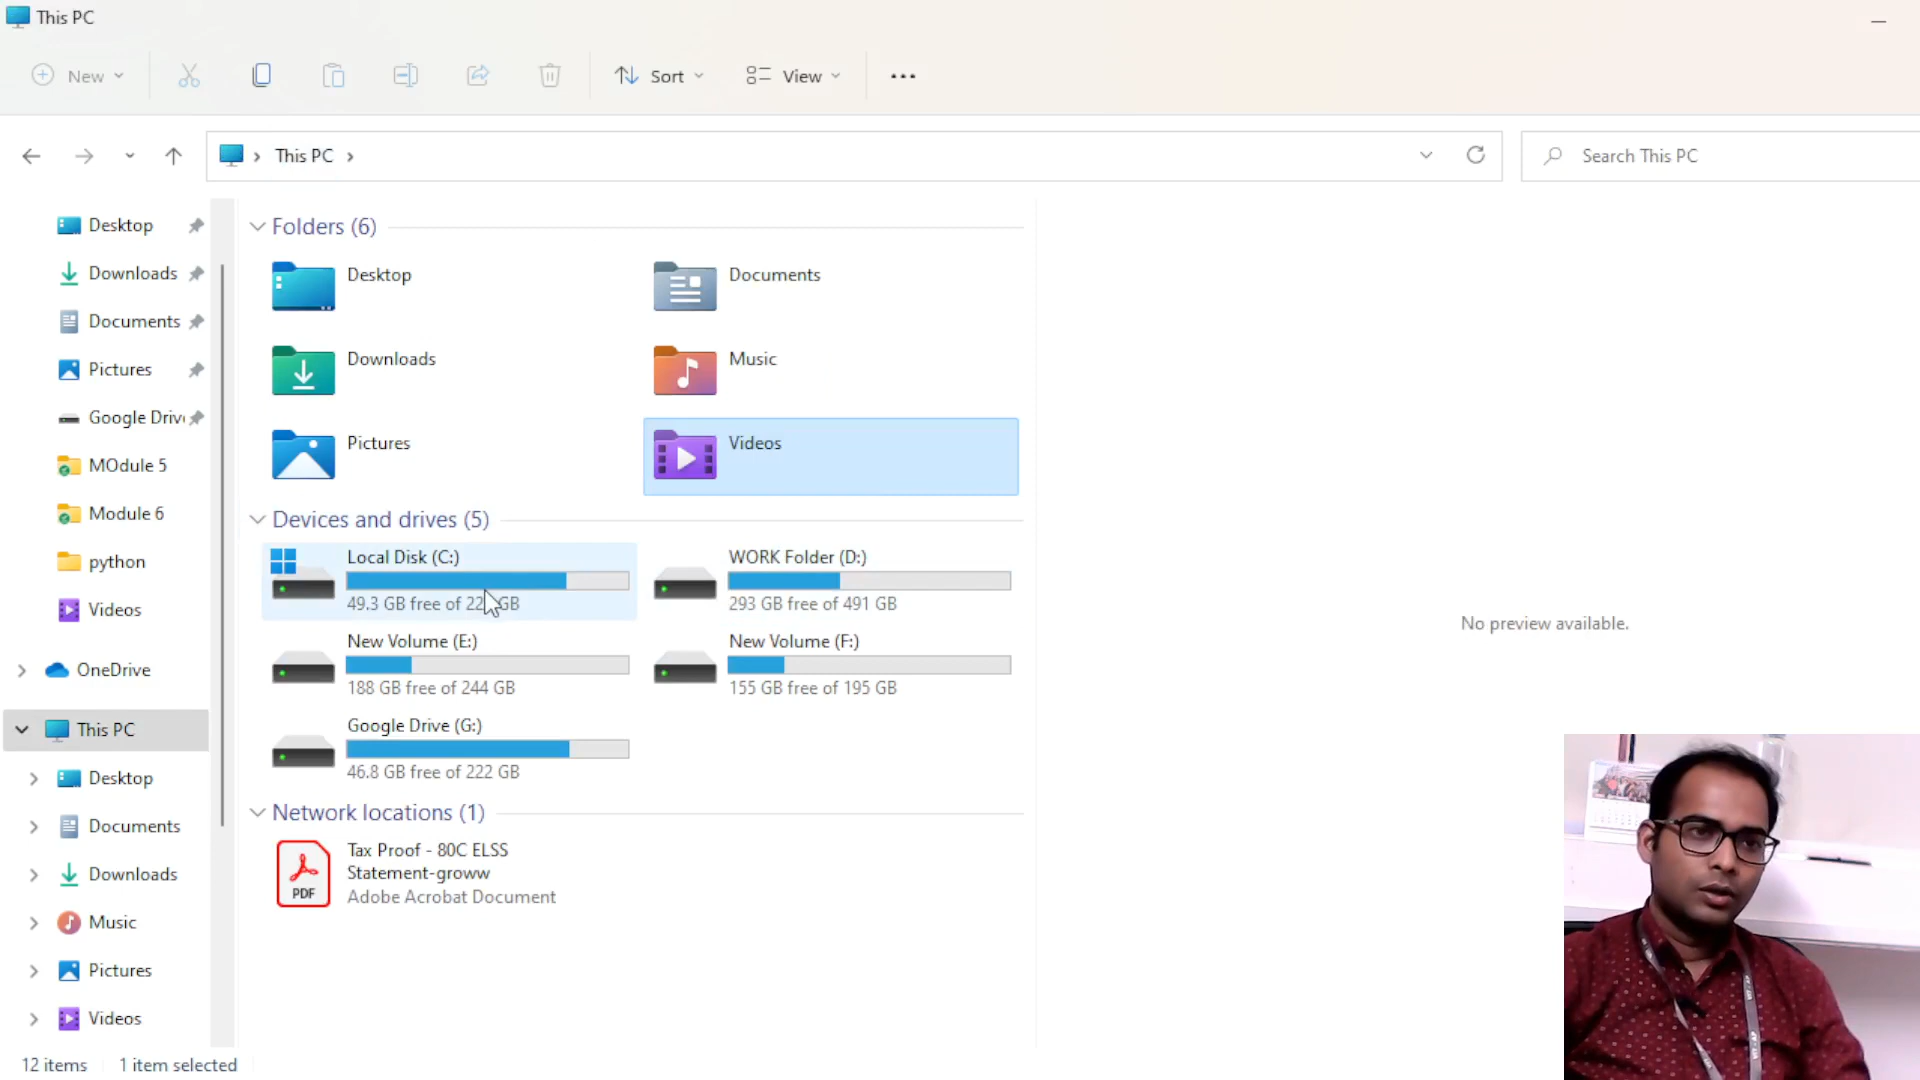 This PC
New
Sort
View
This PC
Search This PC
Desktop
Downloads
Documents
Pictures
Google Driv
MOdule 5
Module 6
python
Videos
OneDrive
This PC
Desktop
Documents
Downloads
Music
Pictures
Videos
Folders (6)
Desktop
Documents
Downloads
Music
Pictures
Videos
Devices and drives (5)
Local Disk (C:)
49.3 GB free of GB
WORK Folder (D:)
293 GB free of 491 GB
New Volume (E:)
188 GB free of 244 GB
New Volume (F:)
155 GB free of 195 GB
Google Drive (G:)
46.8 GB free of 222 GB
Network locations (1)
PDF
Tax Proof - 80C ELSS
Statement-groww
Adobe Acrobat Document
No preview available.
12 items
1 item selected